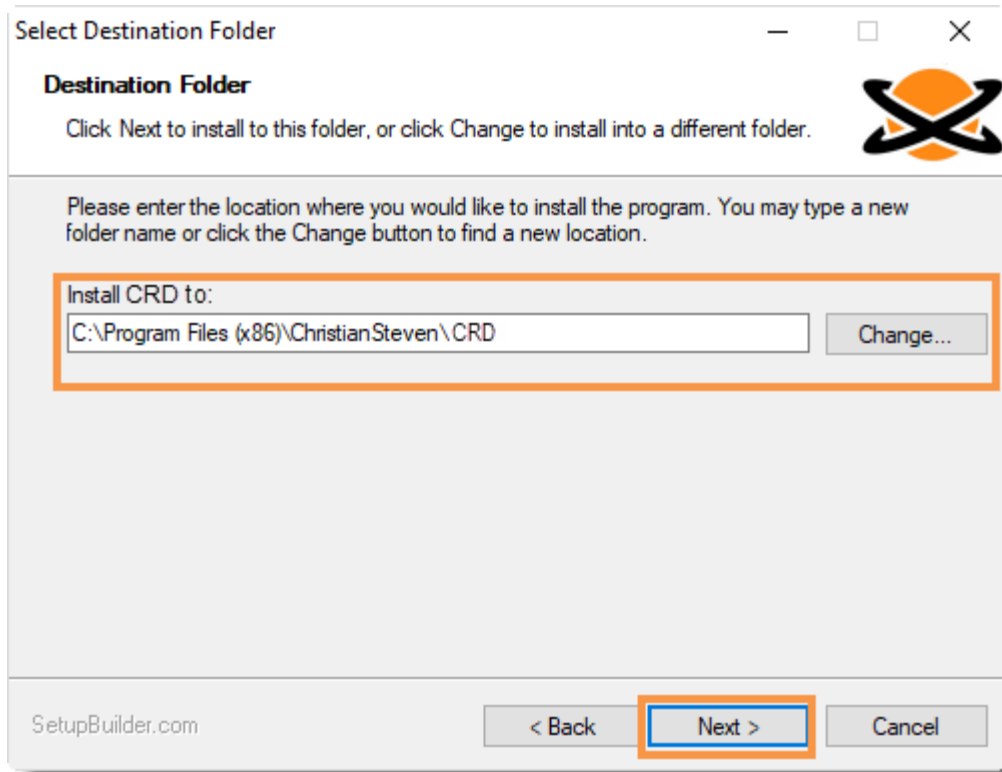 Select Destination Folder
Destination Folder
Click Next to install to this folder, or click Change to install into a different folder.
Please enter the location where you would like to install the program. You may type a new
folder name or click the Change button to find a new location.
Install CRD to:
C:\Program Files (x86)\ChristianSteven\CRD
Change...
SetupBuilder.com
< Back
Next >
Cancel